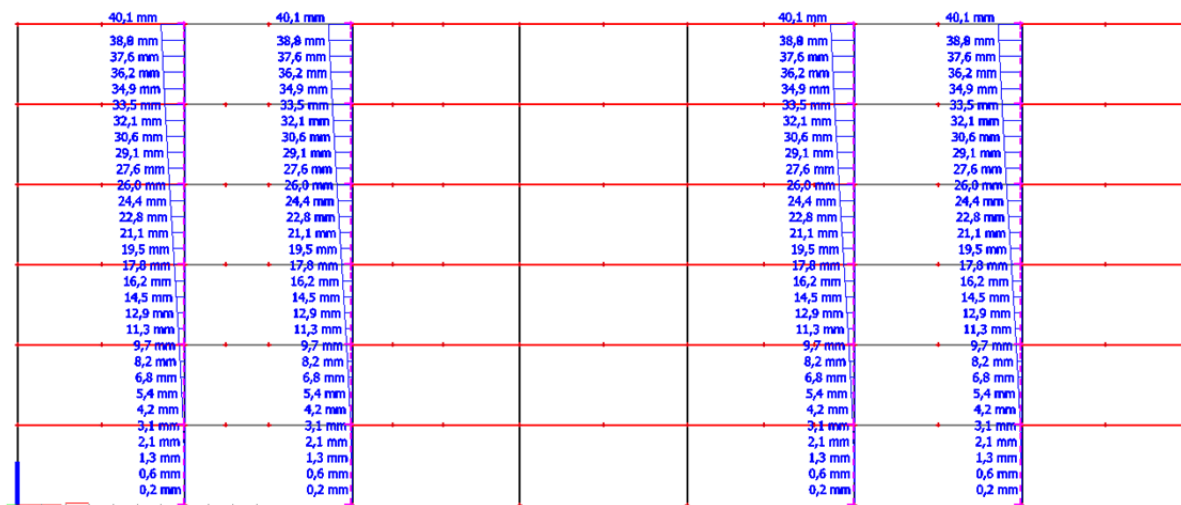 40,1 mm 40,1 mm 40,1 mm 40,1 mm
38,8 mm 38,8 mm 38,8 mm 38,8 mm
37,6 mm 37,6 mm 37,6 mm 37,6 mm
36,2 mm 36,2 mm 36,2 mm 36,2 mm
34,9 mm 34,9 mm 34,9 mm 34,9 mm
33,5 mm 33,5 mm 33,5 mm 33,5 mm
32,1 mm 32,1 mm 32,1 mm 32,1 mm
30,6 mm 30,6 mm 30,6 mm 30,6 mm
29,1 mm 29,1 mm 29,1 mm 29,1 mm
27,6 mm 27,6 mm 27,6 mm 27,6 mm
26,0 mm 26,0 mm 26,0 mm 26,0 mm
24,4 mm 24,4 mm 24,4 mm 24,4 mm
22,8 mm 22,8 mm 22,8 mm 22,8 mm
21,1 mm 21,1 mm 21,1 mm 21,1 mm
19,5 mm 19,5 mm 19,5 mm 19,5 mm
17,8 mm 17,8 mm 17,8 mm 17,8 mm
16,2 mm 16,2 mm 16,2 mm 16,2 mm
14,5 mm 14,5 mm 14,5 mm 14,5 mm
12,9 mm 12,9 mm 12,9 mm 12,9 mm
11,3 mm 11,3 mm 11,3 mm 11,3 mm
9,7 mm 9,7 mm 9,7 mm 9,7 mm
8,2 mm 8,2 mm 8,2 mm 8,2 mm
6,8 mm 6,8 mm 6,8 mm 6,8 mm
5,4 mm 5,4 mm 5,4 mm 5,4 mm
4,2 mm 4,2 mm 4,2 mm 4,2 mm
3,1 mm 3,1 mm 3,1 mm 3,1 mm
2,1 mm 2,1 mm 2,1 mm 2,1 mm
1,3 mm 1,3 mm 1,3 mm 1,3 mm
0,6 mm 0,6 mm 0,6 mm 0,6 mm
0,2 mm 0,2 mm 0,2 mm 0,2 mm